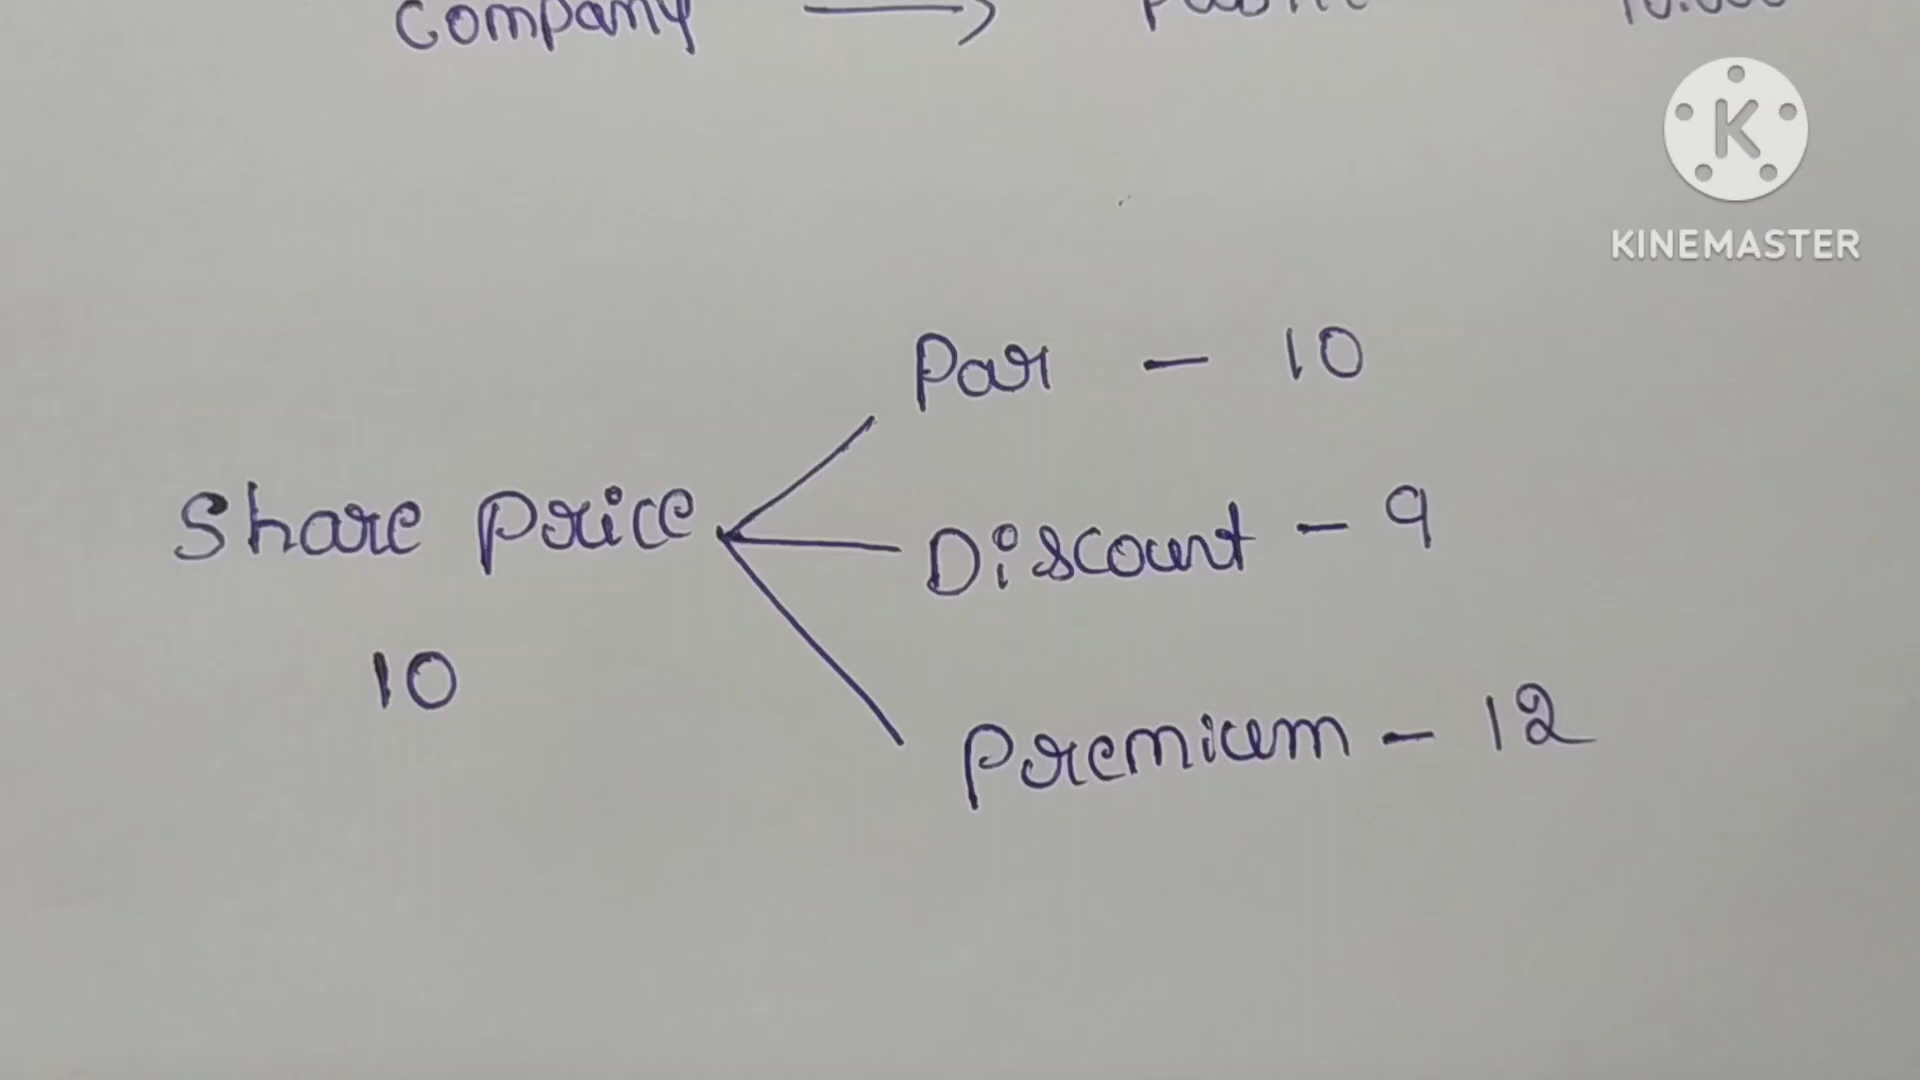 Company →
KINEMASTER
Par - 10
Share price
Discount - 9
10
Premium - 12